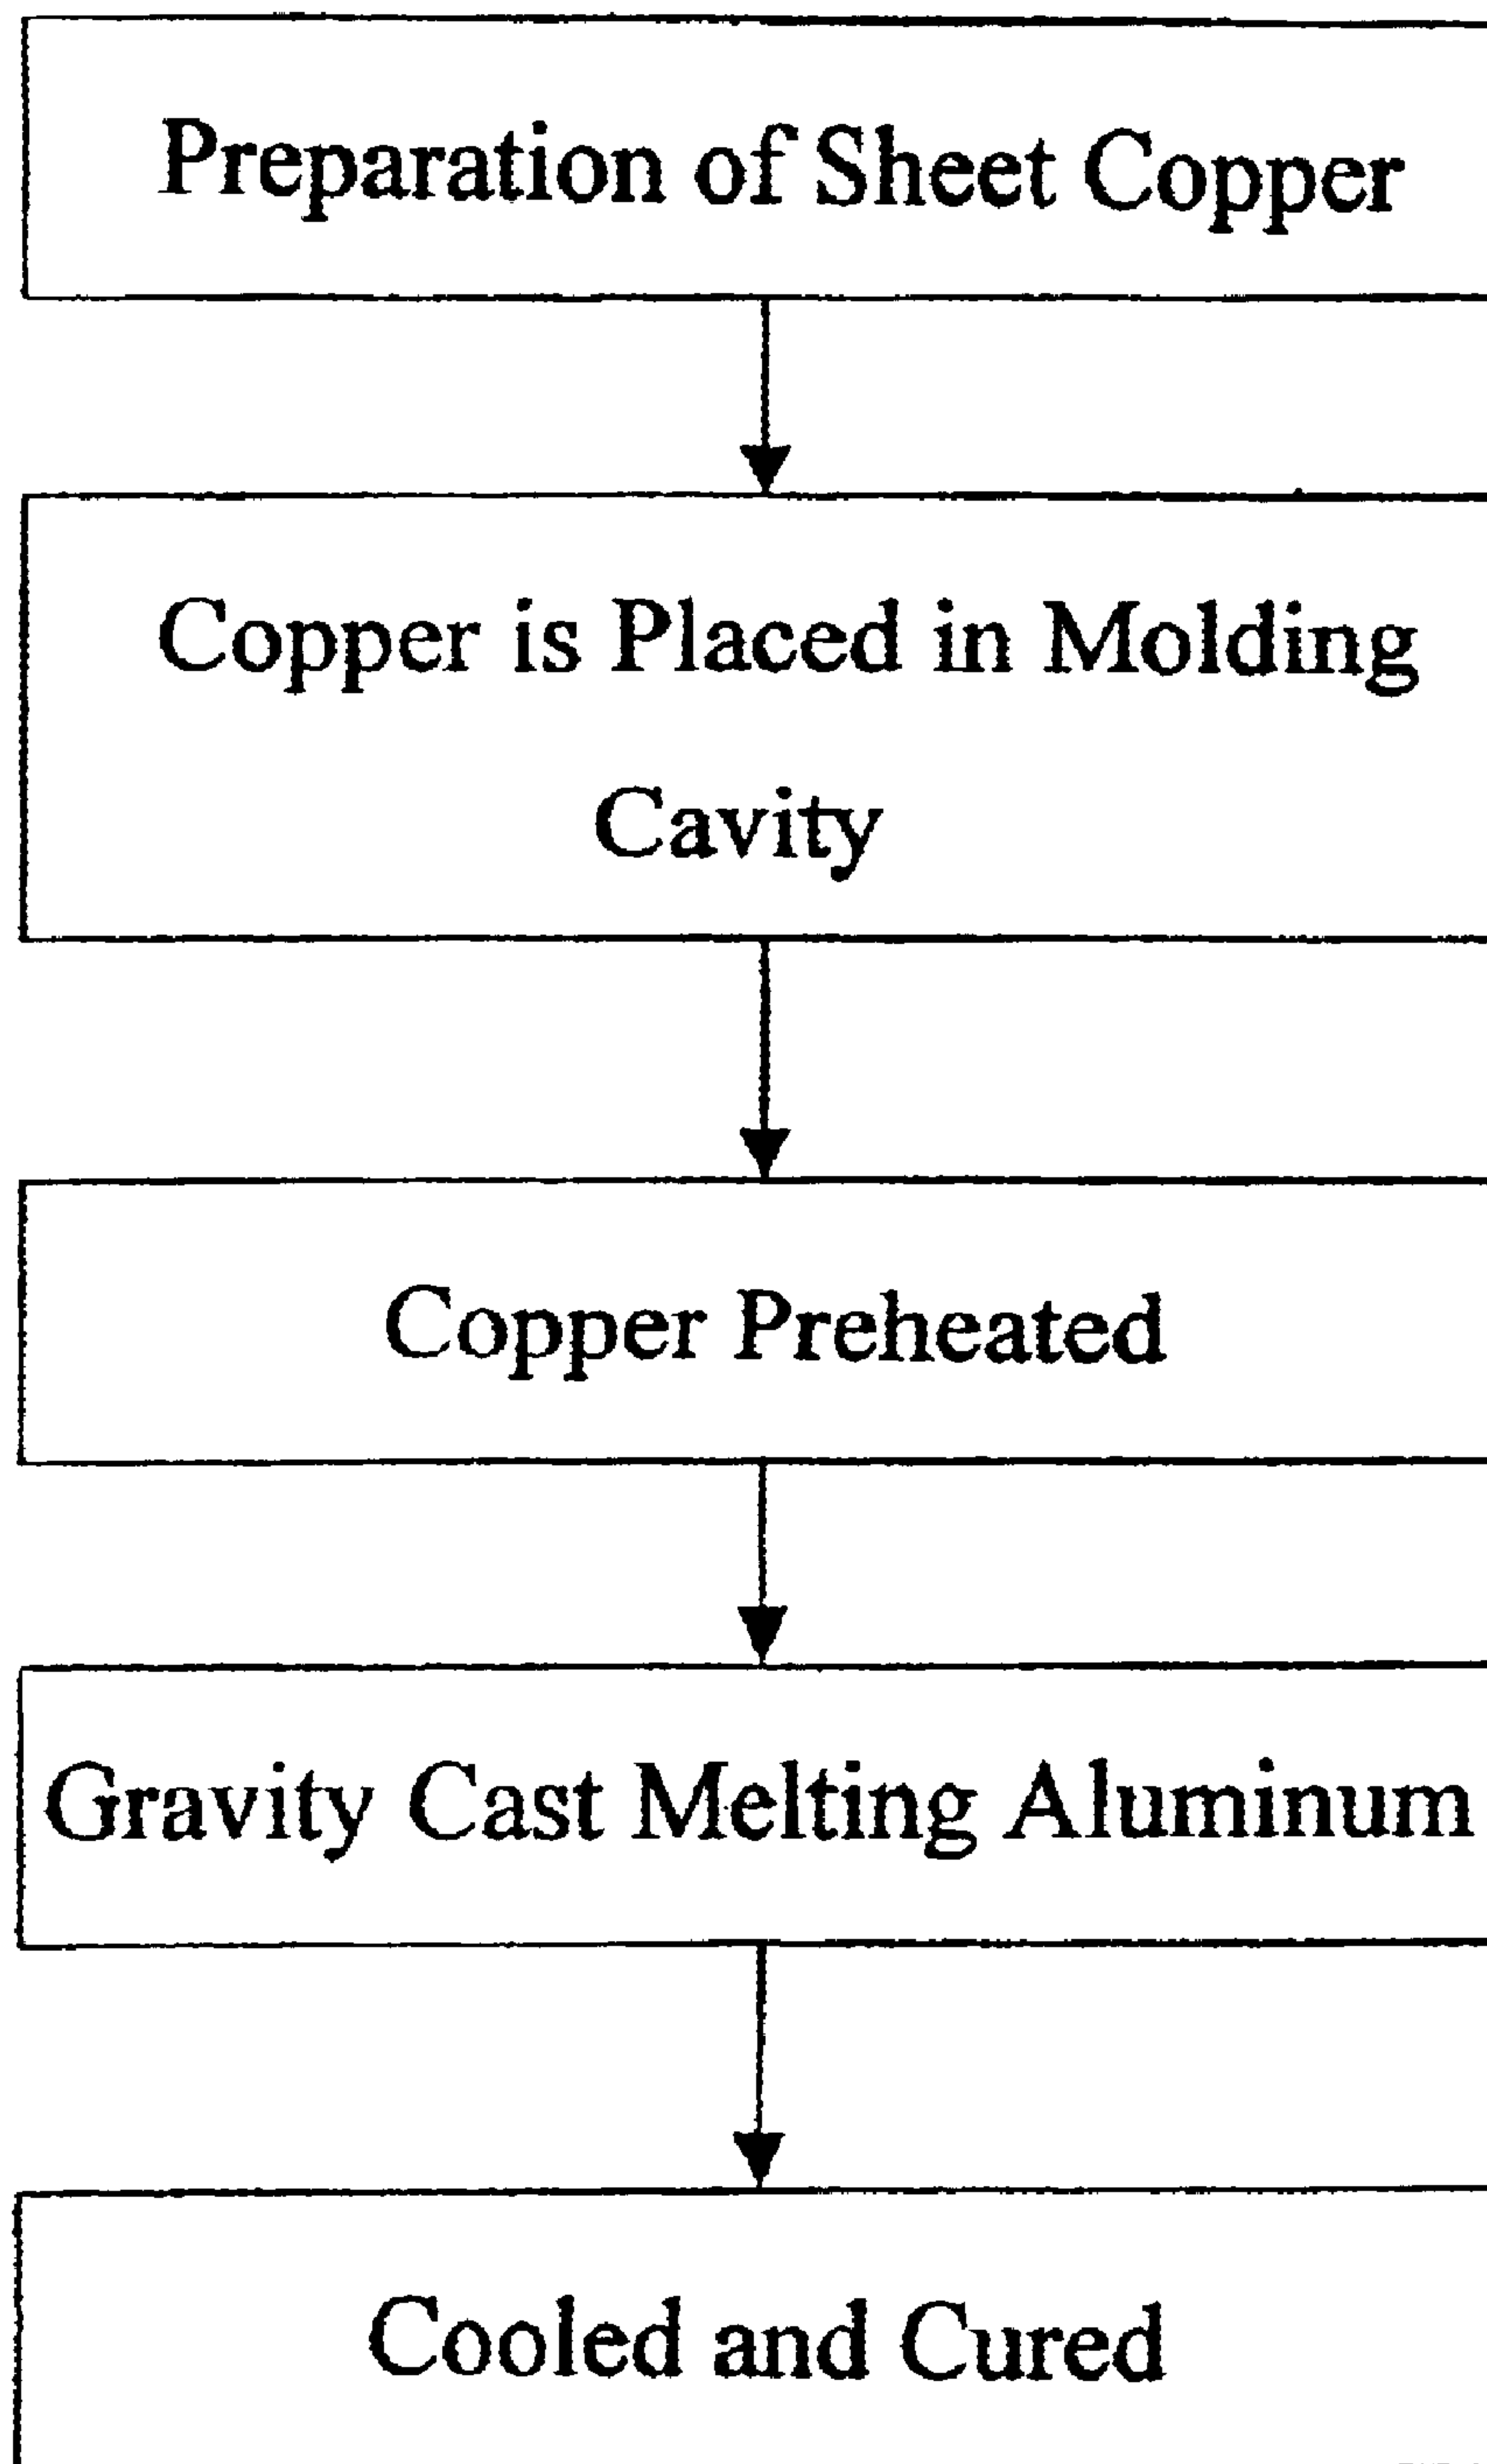 Preparation of Sheet Copper
Copper is Placed in Molding
Cavity
Copper Preheated
Gravity Cast Melting Aluminum
Cooled and Cured